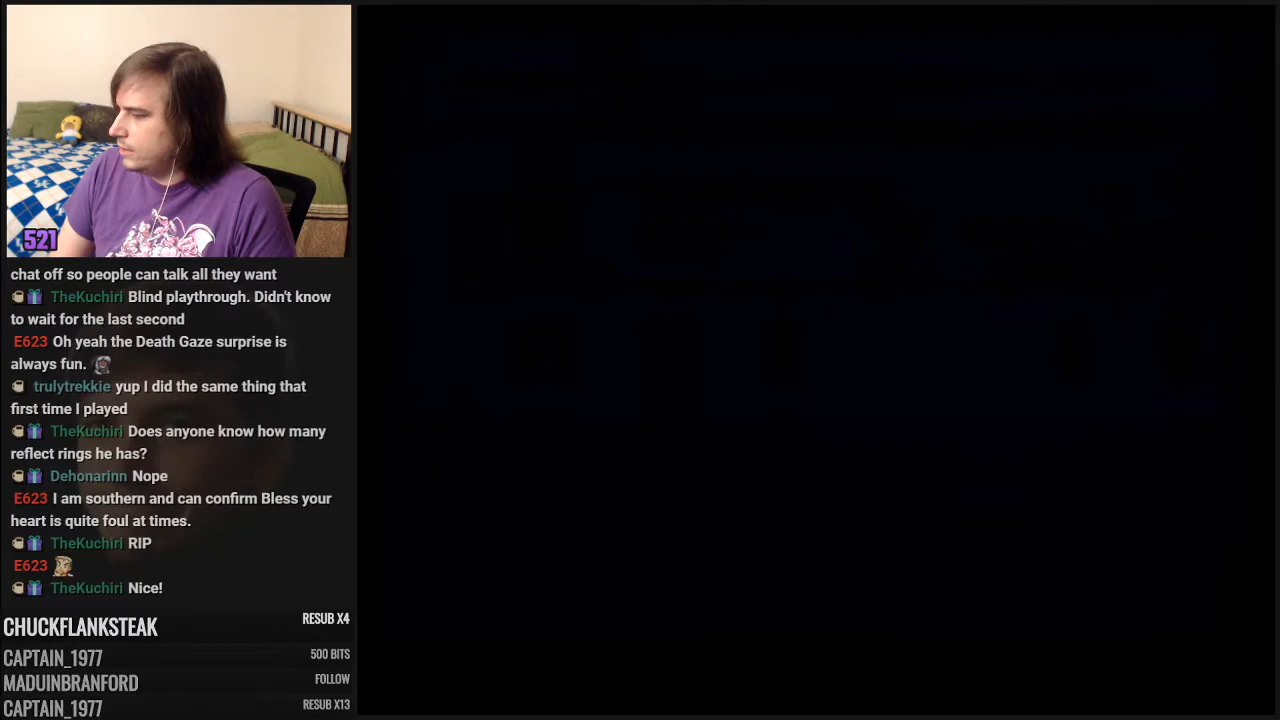 521
chat off so people can talk all they want
TheKuchiri Blind playthrough. Didn't know
to wait for the last second
E623 Oh yeah the Death Gaze surprise is
always fun.
trulytrekkie yup I did the same thing that
first time I played
TheKuchiri Does anyone know how many
reflect rings he has?
Dehonarinn Nope
E623 I am southern and can confirm Bless your
heart is quite foul at times.
TheKuchiri RIP
E623
TheKuchiri Nice!
CHUCKFLANKSTEAK RESUB X4
CAPTAIN_1977 500 BITS
MADUINBRANFORD FOLLOW
CAPTAIN_1977 RESUB X13